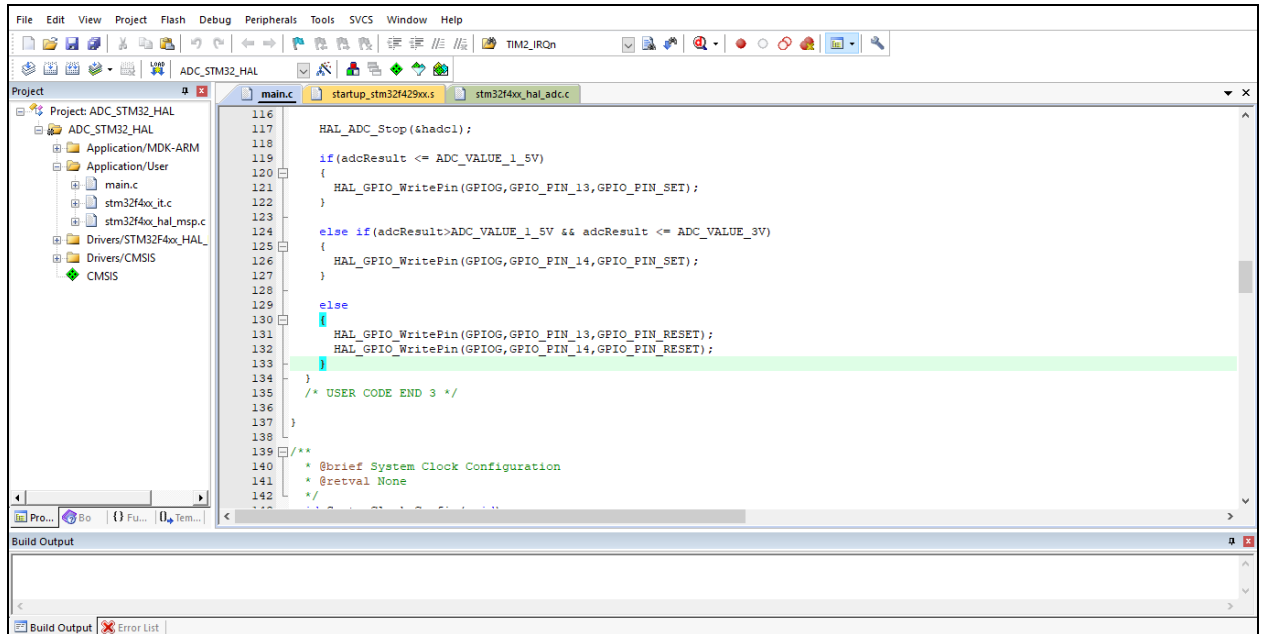 File Edit View Project Flash Debug Peripherals Tools SVCS Window Help
TIM2_IRQn
LOAD ADC_STM32_HAL
Project
main.c startup_stm32f429xx.s stm32f4xx_hal_adc.c
Project: ADC_STM32_HAL
ADC_STM32_HAL
Application/MDK-ARM
Application/User
main.c
stm32f4xx_it.c
stm32f4xx_hal_msp.c
Drivers/STM32F4xx_HAL_
Drivers/CMSIS
CMSIS
116
117 HAL_ADC_Stop(&hadc1);
118
119 if(adcResult <= ADC_VALUE_1_5V)
120 {
121 HAL_GPIO_WritePin(GPIOG,GPIO_PIN_13,GPIO_PIN_SET);
122 }
123
124 else if(adcResult>ADC_VALUE_1_5V && adcResult <= ADC_VALUE_3V)
125 {
126 HAL_GPIO_WritePin(GPIOG,GPIO_PIN_14,GPIO_PIN_SET);
127 }
128
129 else
130 {
131 HAL_GPIO_WritePin(GPIOG,GPIO_PIN_13,GPIO_PIN_RESET);
132 HAL_GPIO_WritePin(GPIOG,GPIO_PIN_14,GPIO_PIN_RESET);
133 }
134 }
135 /* USER CODE END 3 */
136
137 }
138
139 /**
140 * @brief System Clock Configuration
141 * @retval None
142 */
Pro... Bo {} Fu... 0 Tem...
Build Output
Build Output Error List